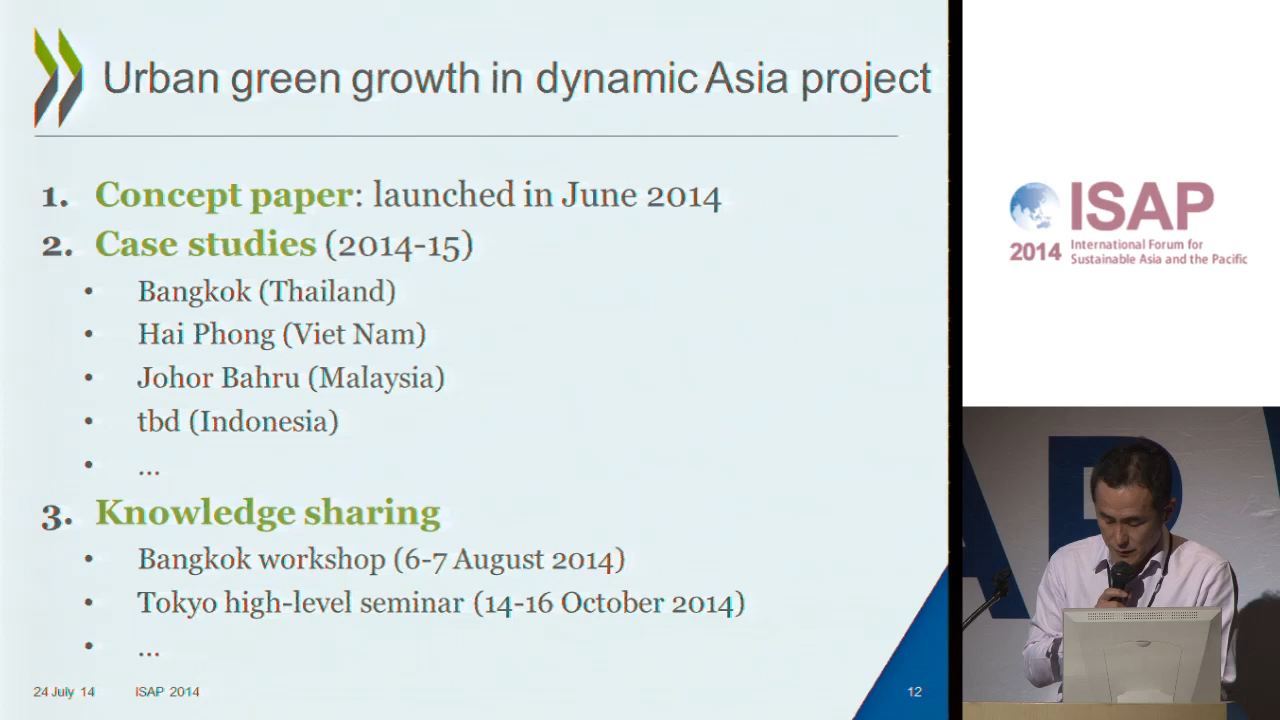 Urban green growth in dynamic Asia project
1. Concept paper: launched in June 2014
2. Case studies (2014-15)
• Bangkok (Thailand)
• Hai Phong (Viet Nam)
• Johor Bahru (Malaysia)
• tbd (Indonesia)
• ...
3. Knowledge sharing
• Bangkok workshop (6-7 August 2014)
• Tokyo high-level seminar (14-16 October 2014)
• ...
24 July 14 ISAP 2014 12
ISAP
2014 International Forum for
Sustainable Asia and the Pacific